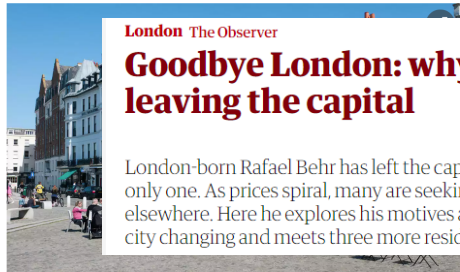 London The Observer
Goodbye London: why
leaving the capital
London-born Rafael Behr has left the cap
only one. As prices spiral, many are seekin
elsewhere. Here he explores his motives a
city changing and meets three more resid